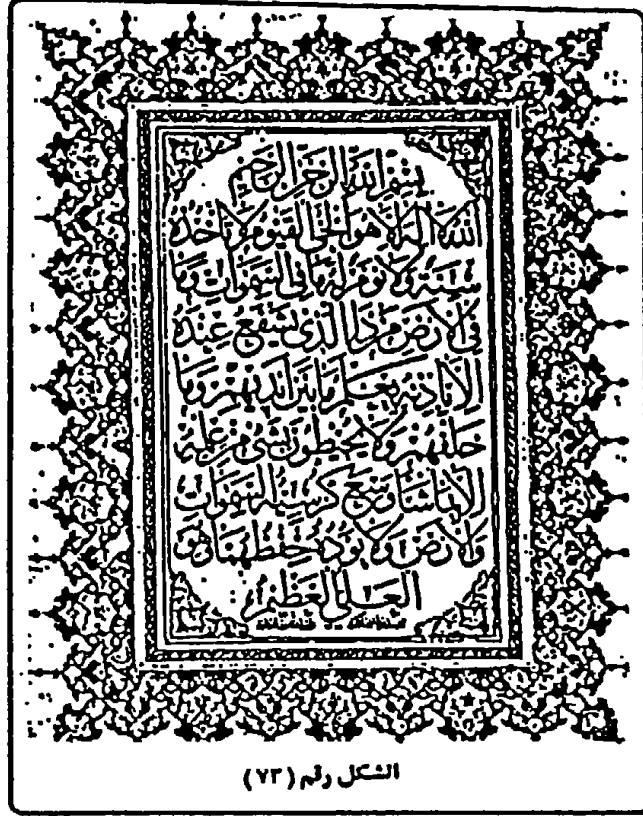 بسم الله الرحمن الرحيم
الله لا إله إلا هو الحي القيوم لا تأخذه
سنة ولا نوم له ما في السموات وما
في الأرض من ذا الذي يشفع عنده
إلا بإذنه يعلم ما بين أيديهم وما
خلفهم ولا يحيطون بشيء من علمه
إلا بما شاء وسع كرسيه السموات
والأرض ولا يؤده حفظهما وهو
العلي العظيم
الشكل رقم (٧٣)